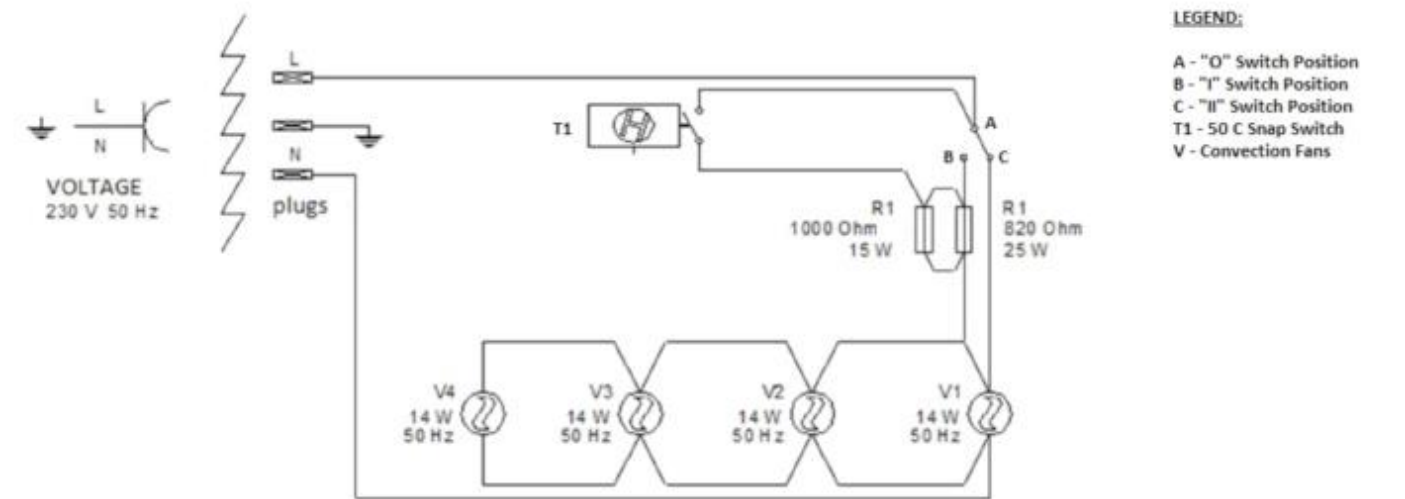 LEGEND:
A - "O" Switch Position
B - "I" Switch Position
C - "II" Switch Position
T1 - 50 C Snap Switch
V - Convection Fans
L
N
VOLTAGE
230 V 50 Hz
L
N
plugs
T1
A
B
C
R1
1000 Ohm
15 W
R1
820 Ohm
25 W
V4
14 W
50 Hz
V3
14 W
50 Hz
V2
14 W
50 Hz
V1
14 W
50 Hz